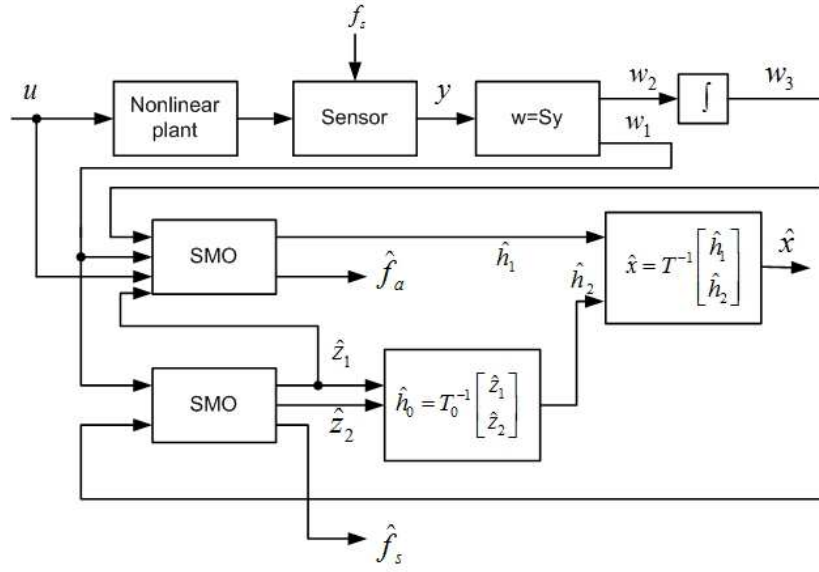 f_s
u
Nonlinear plant
Sensor
y
w=Sy
w_2
w_1
∫
w_3
SMO
ĥ_1
f̂_a
ĥ_2
x̂ = T^{-1} [ĥ_1 ĥ_2]
x̂
SMO
ẑ_1
ẑ_2
ĥ_0 = T_0^{-1} [ẑ_1 ẑ_2]
f̂_s